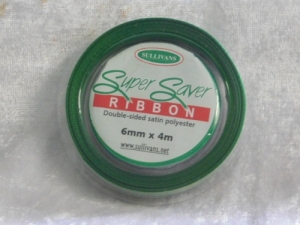 SULLIVANS
Super Saver
RIBBON
Double-sided satin polyester
6mm x 4m
www.sullivans.net